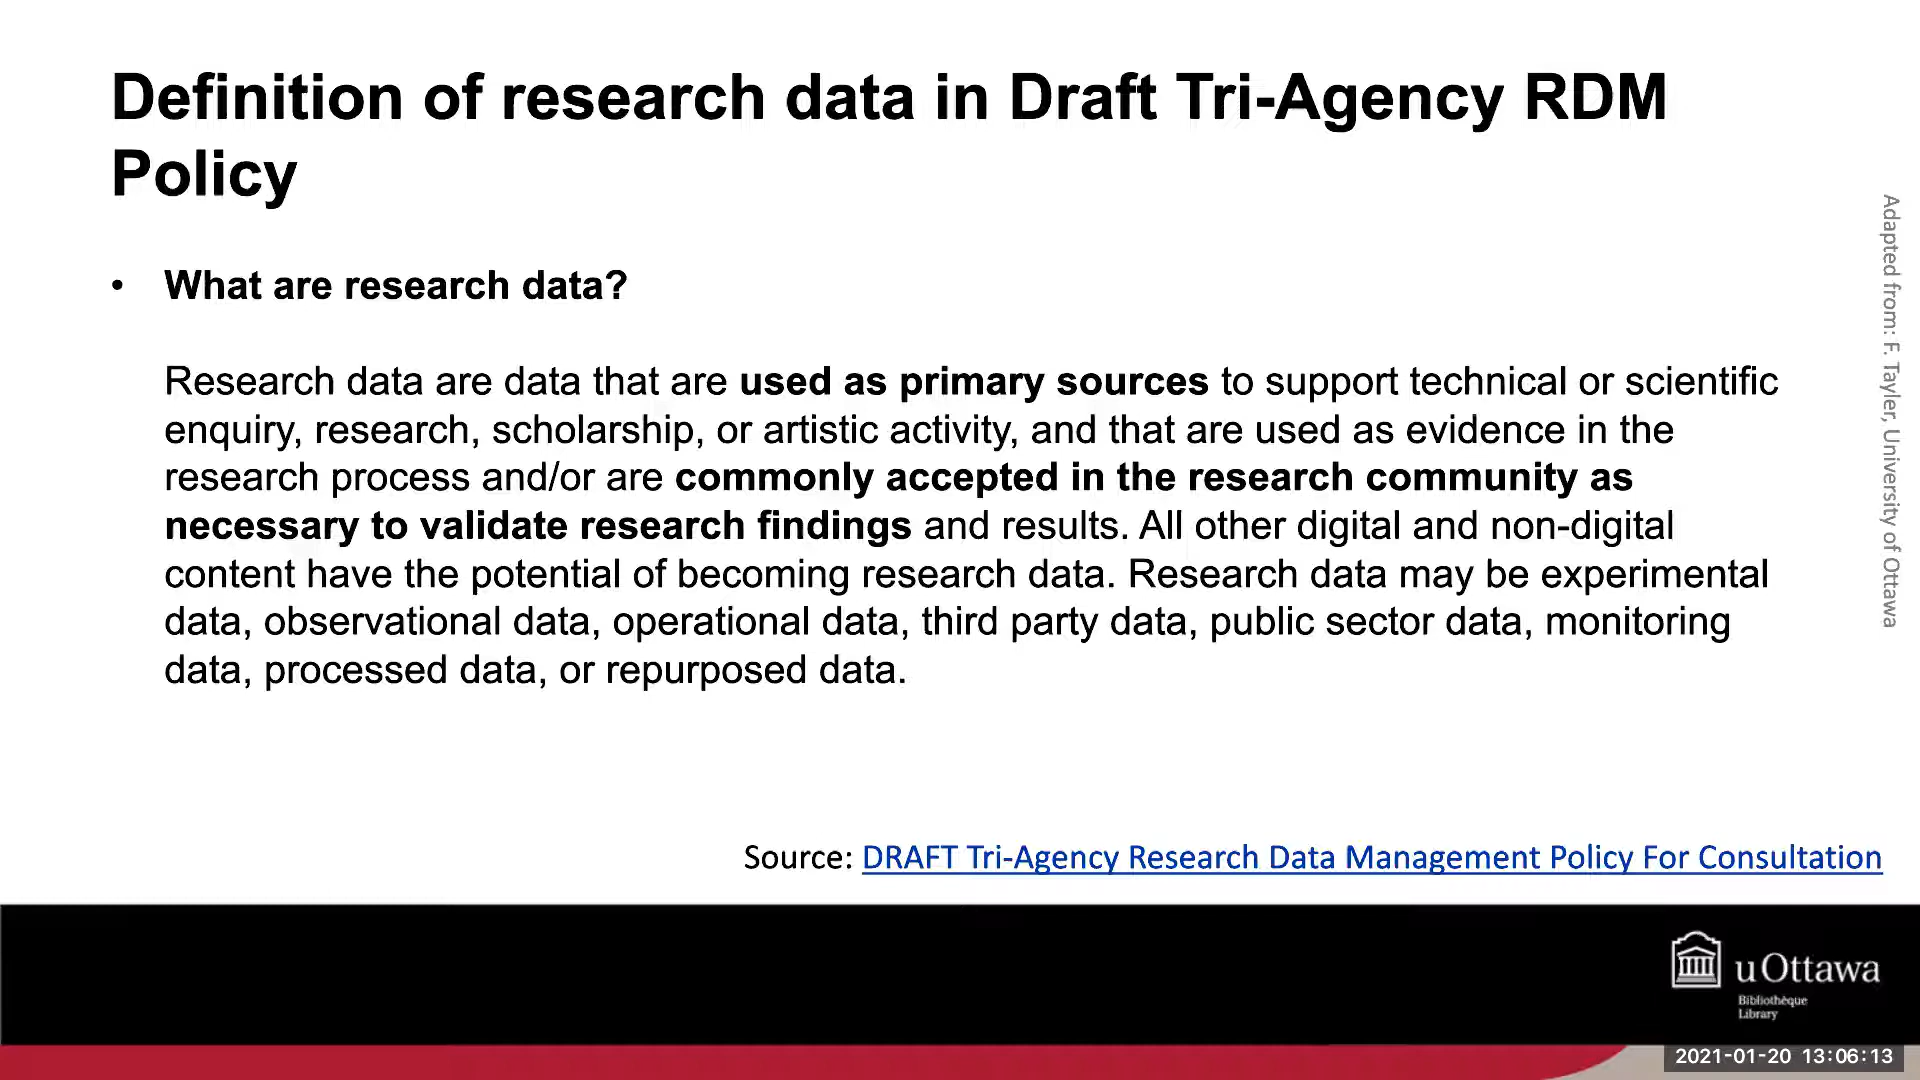 Definition of research data in Draft Tri-Agency RDM
Policy
• What are research data?
Research data are data that are used as primary sources to support technical or scientific
enquiry, research, scholarship, or artistic activity, and that are used as evidence in the
research process and/or are commonly accepted in the research community as
necessary to validate research findings and results. All other digital and non-digital
content have the potential of becoming research data. Research data may be experimental
data, observational data, operational data, third party data, public sector data, monitoring
data, processed data, or repurposed data.
Source: DRAFT Tri-Agency Research Data Management Policy For Consultation
Adapted from: F. Tayler, University of Ottawa
uOttawa
Bibliothèque
Library
2021-01-20 13:06:13